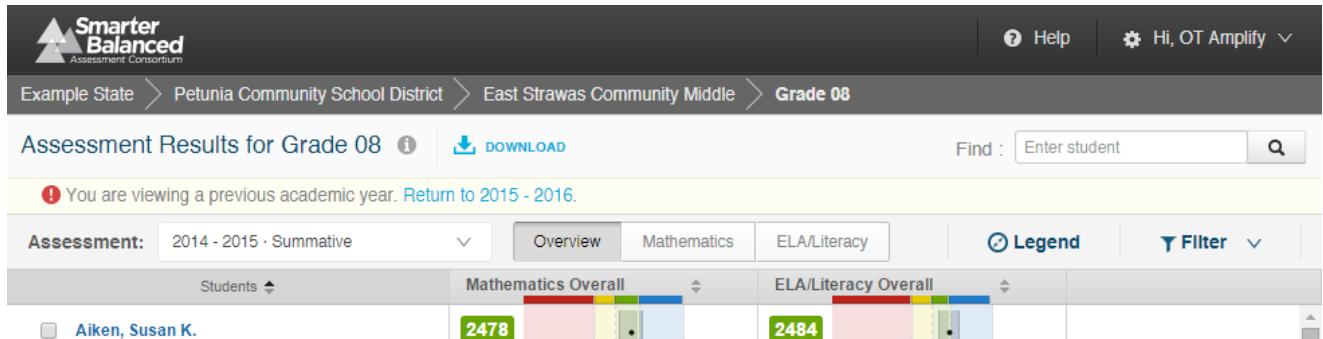 Smarter
Balanced
Assessment Consortium
Help
Hi, OT Amplify
Example State
Petunia Community School District
East Strawas Community Middle
Grade 08
Assessment Results for Grade 08
DOWNLOAD
Find :
Enter student
You are viewing a previous academic year. Return to 2015 - 2016.
Assessment:
2014 - 2015 · Summative
Overview
Mathematics
ELA/Literacy
Legend
Filter
Students
Mathematics Overall
ELA/Literacy Overall
Aiken, Susan K.
2478
2484